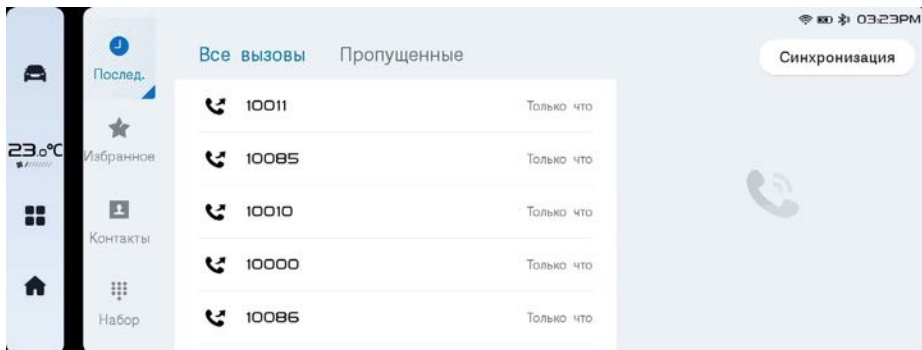 03:23PM
Синхронизация
Все вызовы Пропущенные
Послед.
Избранное
Контакты
Набор
23.0°C
10011 Только что
10085 Только что
10010 Только что
10000 Только что
10086 Только что